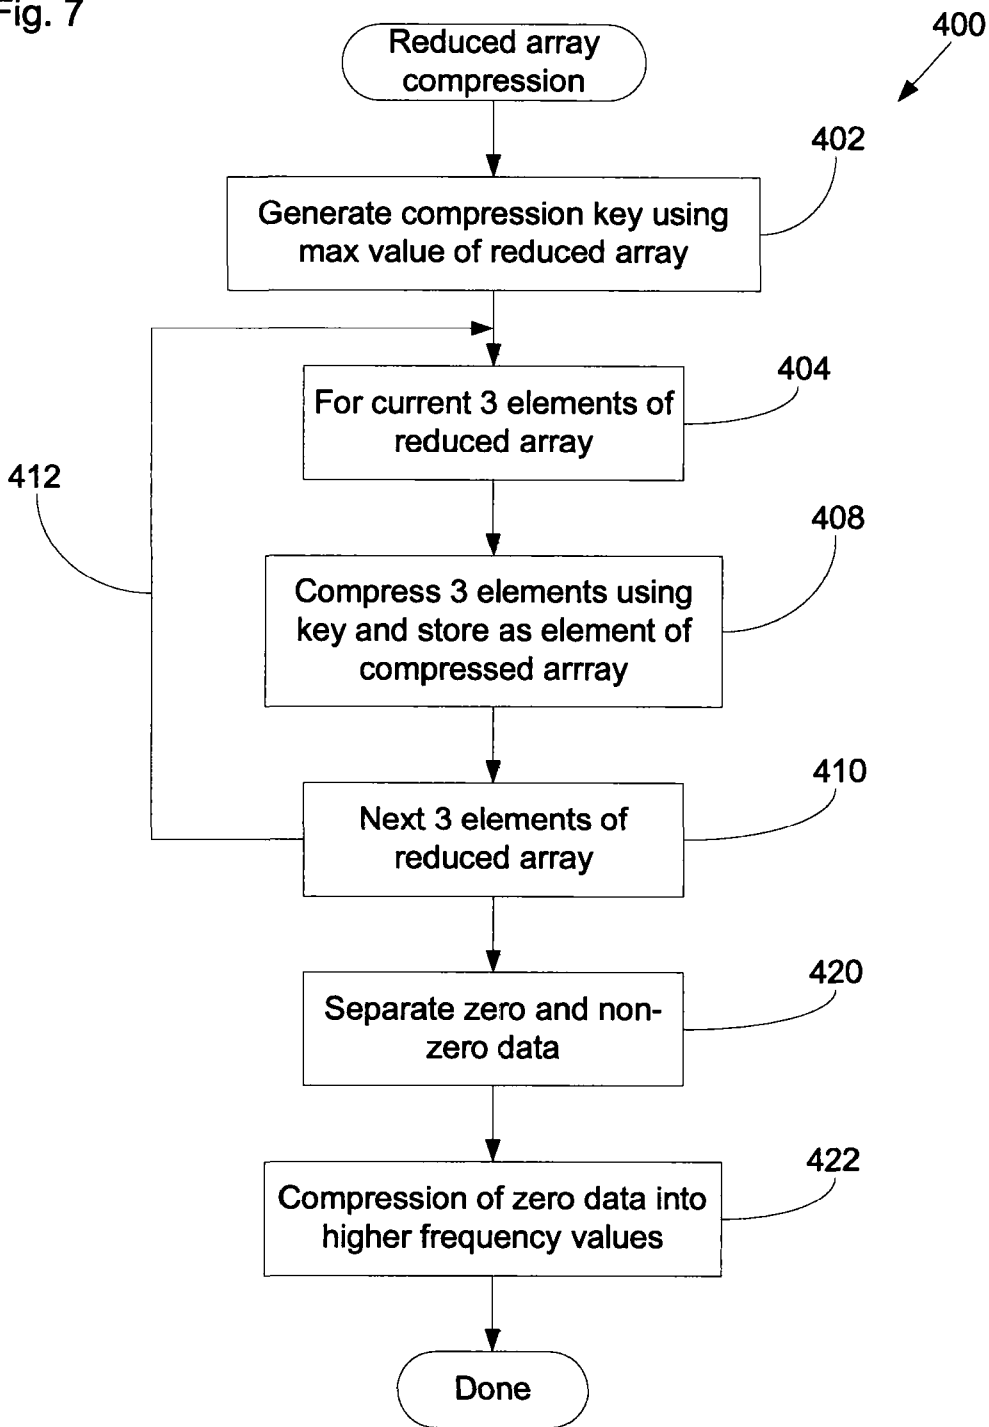 Fig. 7
400
Reduced array
compression
402
Generate compression key using
max value of reduced array
404
For current 3 elements of
reduced array
412
408
Compress 3 elements using
key and store as element of
compressed arrray
410
Next 3 elements of
reduced array
420
Separate zero and non-
zero data
422
Compression of zero data into
higher frequency values
Done